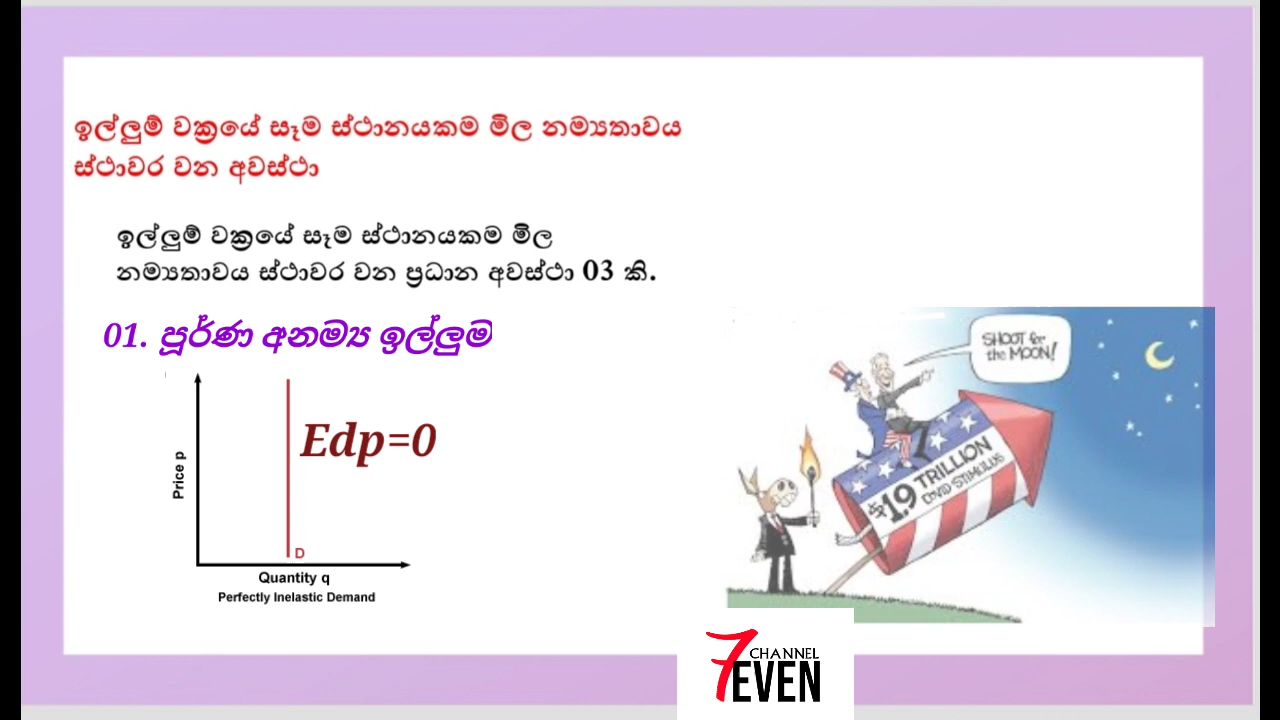 ඉල්ලුම් වක්‍රයේ සෑම ස්ථානයකම මිල නම්‍යතාවය
ස්ථාවර වන අවස්ථා
ඉල්ලුම් වක්‍රයේ සෑම ස්ථානයකම මිල
නම්‍යතාවය ස්ථාවර වන ප්‍රධාන අවස්ථා 03 කි.
01. පූර්ණ අනම්‍ය ඉල්ලුම
Edp=0
Price p
D
Quantity q
Perfectly Inelastic Demand
SHOOT for
the MOON!
$1.9 TRILLION
COVID STIMULUS
7 CHANNEL
7EVEN